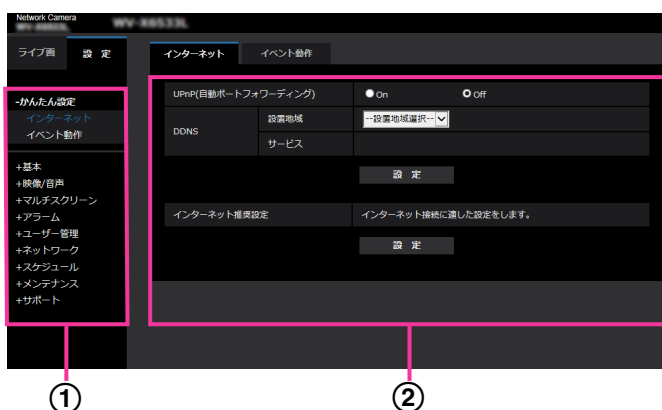 Network Camera
WV-X6533L
ライブ画
設 定
インターネット
イベント動作
-かんたん設定
インターネット
イベント動作
+基本
+映像/音声
+マルチスクリーン
+アラーム
+ユーザー管理
+ネットワーク
+スケジュール
+メンテナンス
+サポート
UPnP(自動ポートフォワーディング)
On
Off
DDNS
設置地域
--設置地域選択--
サービス
設 定
インターネット推奨設定
インターネット接続に適した設定をします。
設 定
①
②